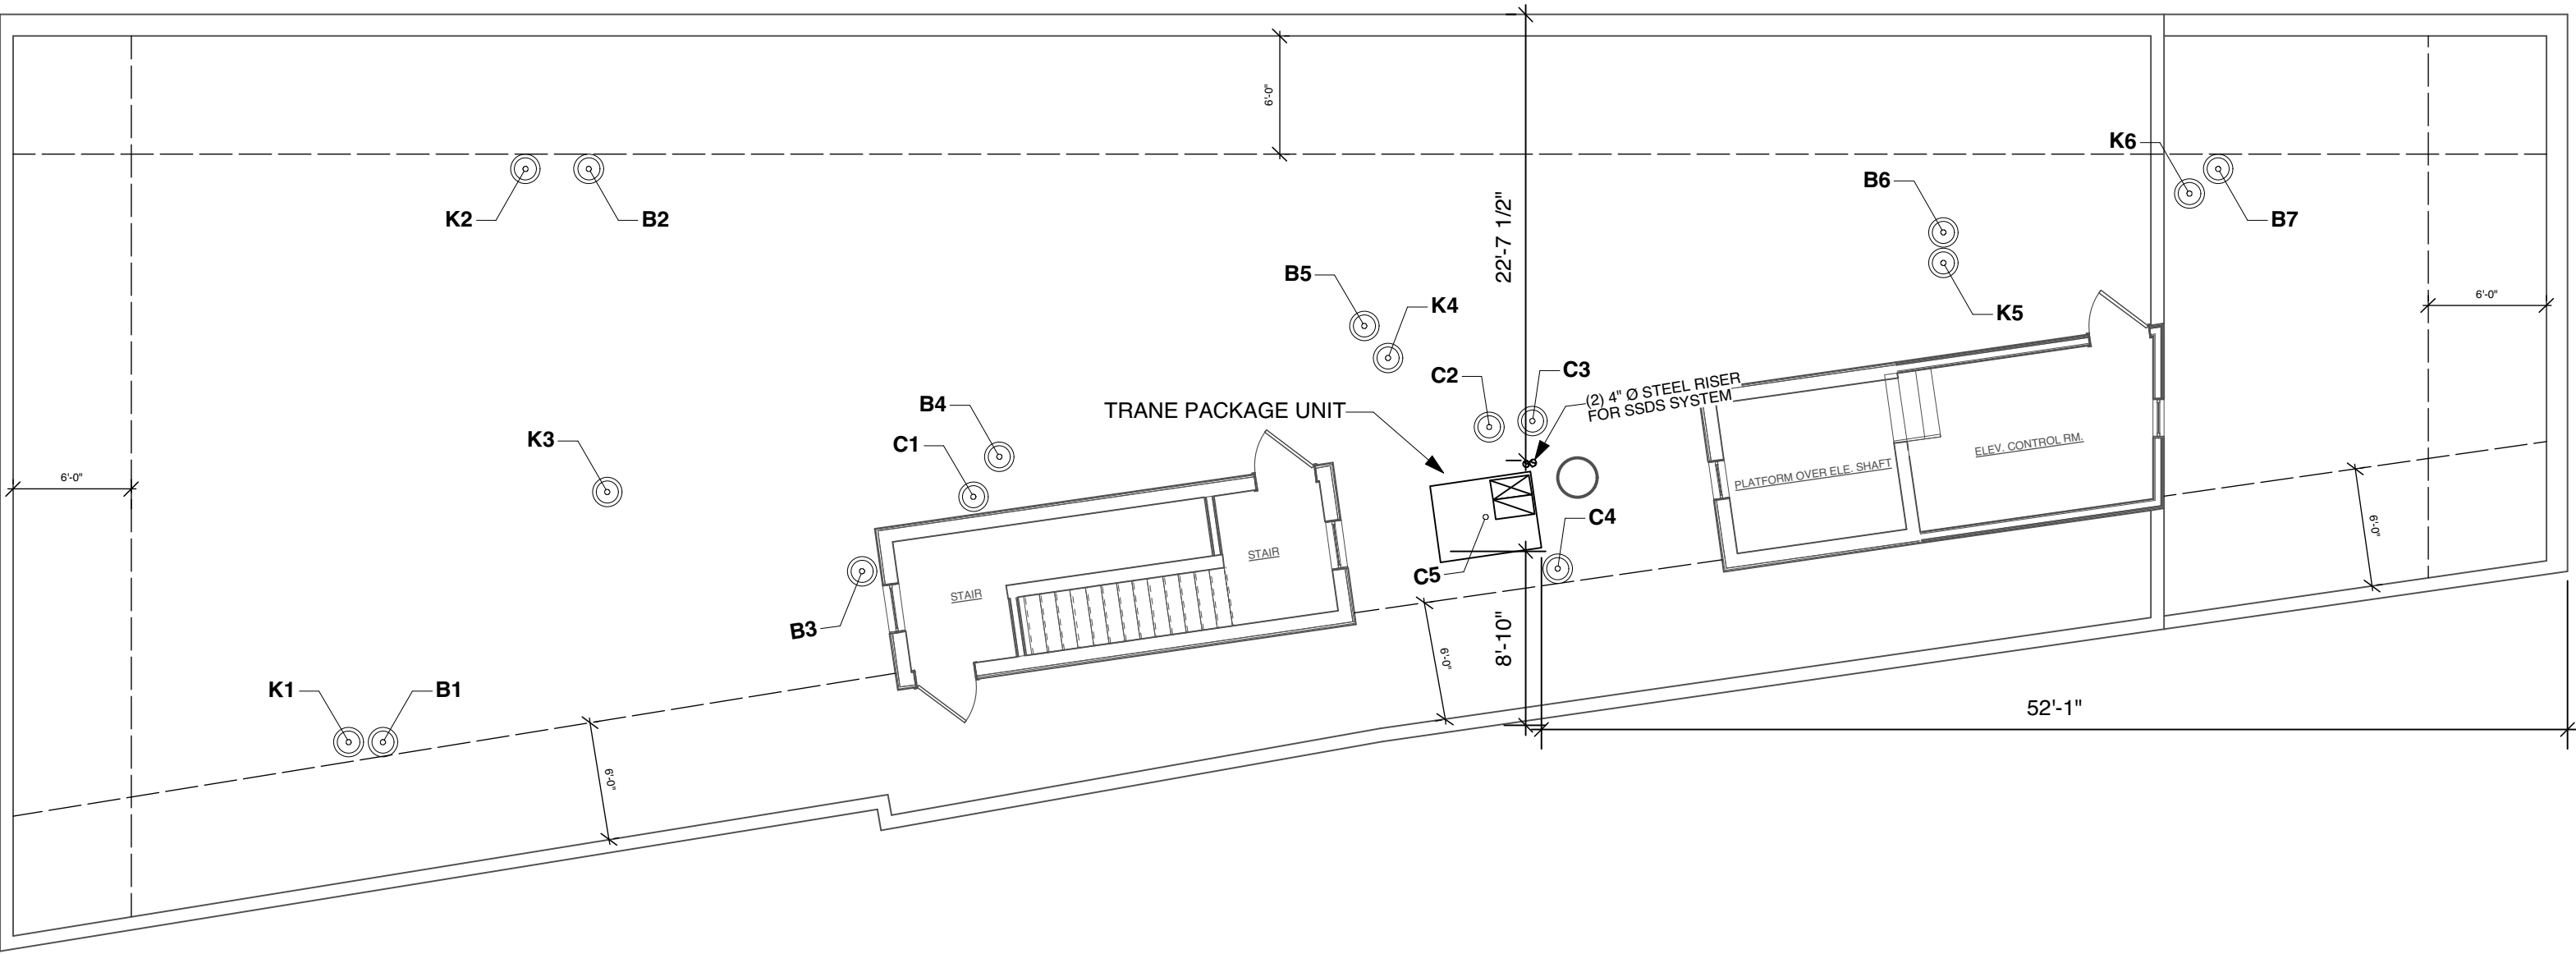 6'-0"
K6
B6
K2
B2
22'-7 1/2"
B7
B5
K4
K5
6'-0"
C2
C3
(2) 4" Ø STEEL RISER
FOR SSDS SYSTEM
B4
TRANE PACKAGE UNIT
K3
C1
ELEV. CONTROL RM.
PLATFORM OVER ELE. SHAFT
6'-0"
C4
6'-0"
STAIR
C5
STAIR
B3
8'-10"
6'-0"
K1
B1
52'-1"
6'-0"